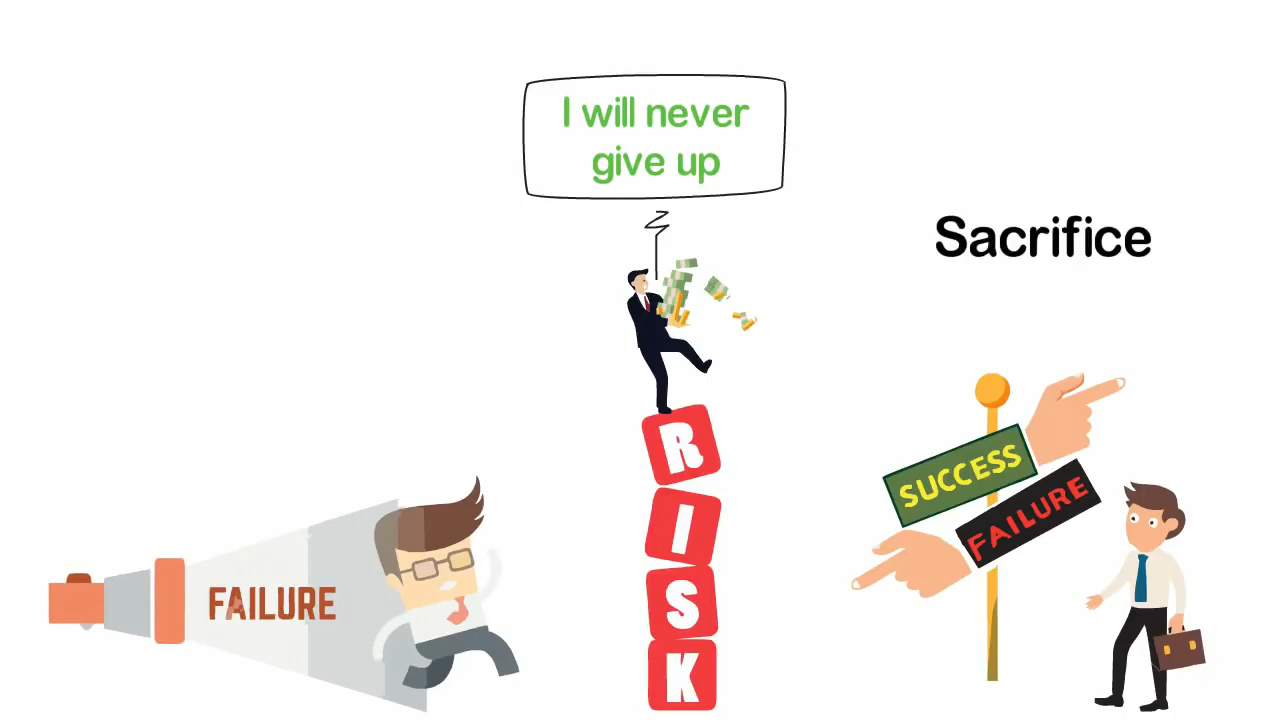 I will never
give up
Sacrifice
SUCCESS
FAILURE
FAILURE
R
I
S
K